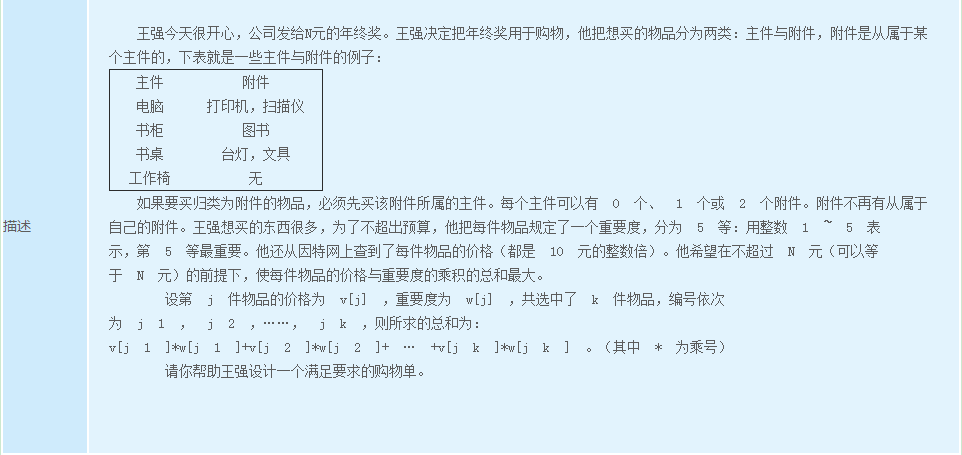 王强今天很开心，公司发给N元的年终奖。王强决定把年终奖用于购物，他把想买的物品分为两类：主件与附件，附件是从属于某
个主件的，下表就是一些主件与附件的例子：
主件 附件
电脑 打印机，扫描仪
书柜 图书
书桌 台灯，文具
工作椅 无
如果要买归类为附件的物品，必须先买该附件所属的主件。每个主件可以有 0 个、 1 个或 2 个附件。附件不再有从属于
描述
自己的附件。王强想买的东西很多，为了不超出预算，他把每件物品规定了一个重要度，分为 5 等：用整数 1 ~ 5 表
示，第 5 等最重要。他还从因特网上查到了每件物品的价格（都是 10 元的整数倍）。他希望在不超过 N 元（可以等
于 N 元）的前提下，使每件物品的价格与重要度的乘积的总和最大。
设第 j 件物品的价格为 v[j] ，重要度为 w[j] ，共选中了 k 件物品，编号依次
为 j 1 ， j 2 ，……， j k ，则所求的总和为：
v[j 1 ]*w[j 1 ]+v[j 2 ]*w[j 2 ]+ … +v[j k ]*w[j k ] 。（其中 * 为乘号）
请你帮助王强设计一个满足要求的购物单。